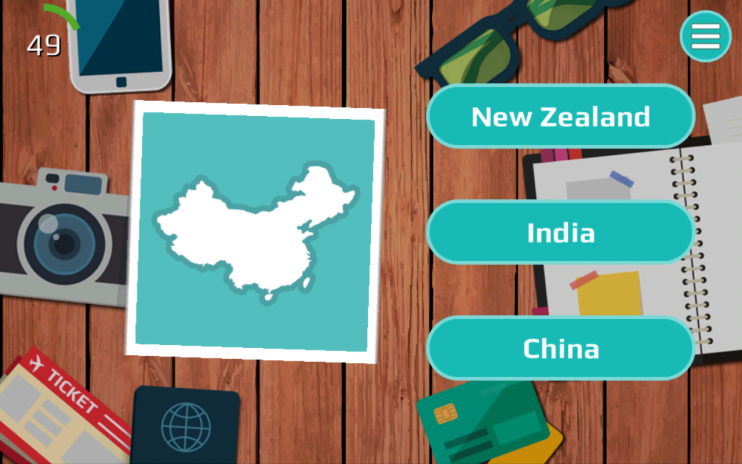 49
New Zealand
India
China
TICKET